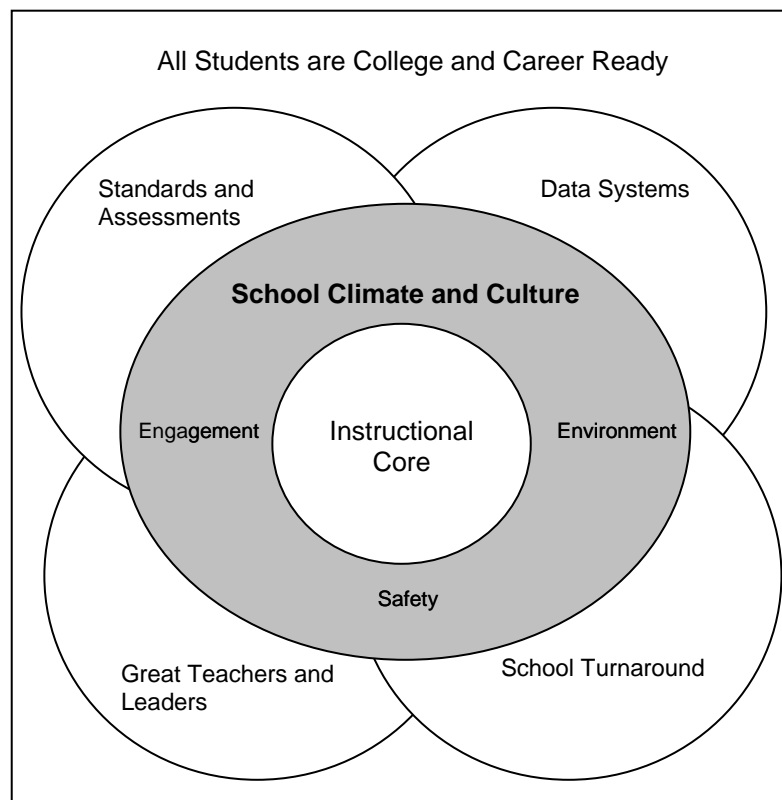 All Students are College and Career Ready
Standards and
Assessments
Data Systems
School Climate and Culture
Engagement
Instructional
Core
Environment
Safety
Great Teachers and
Leaders
School Turnaround